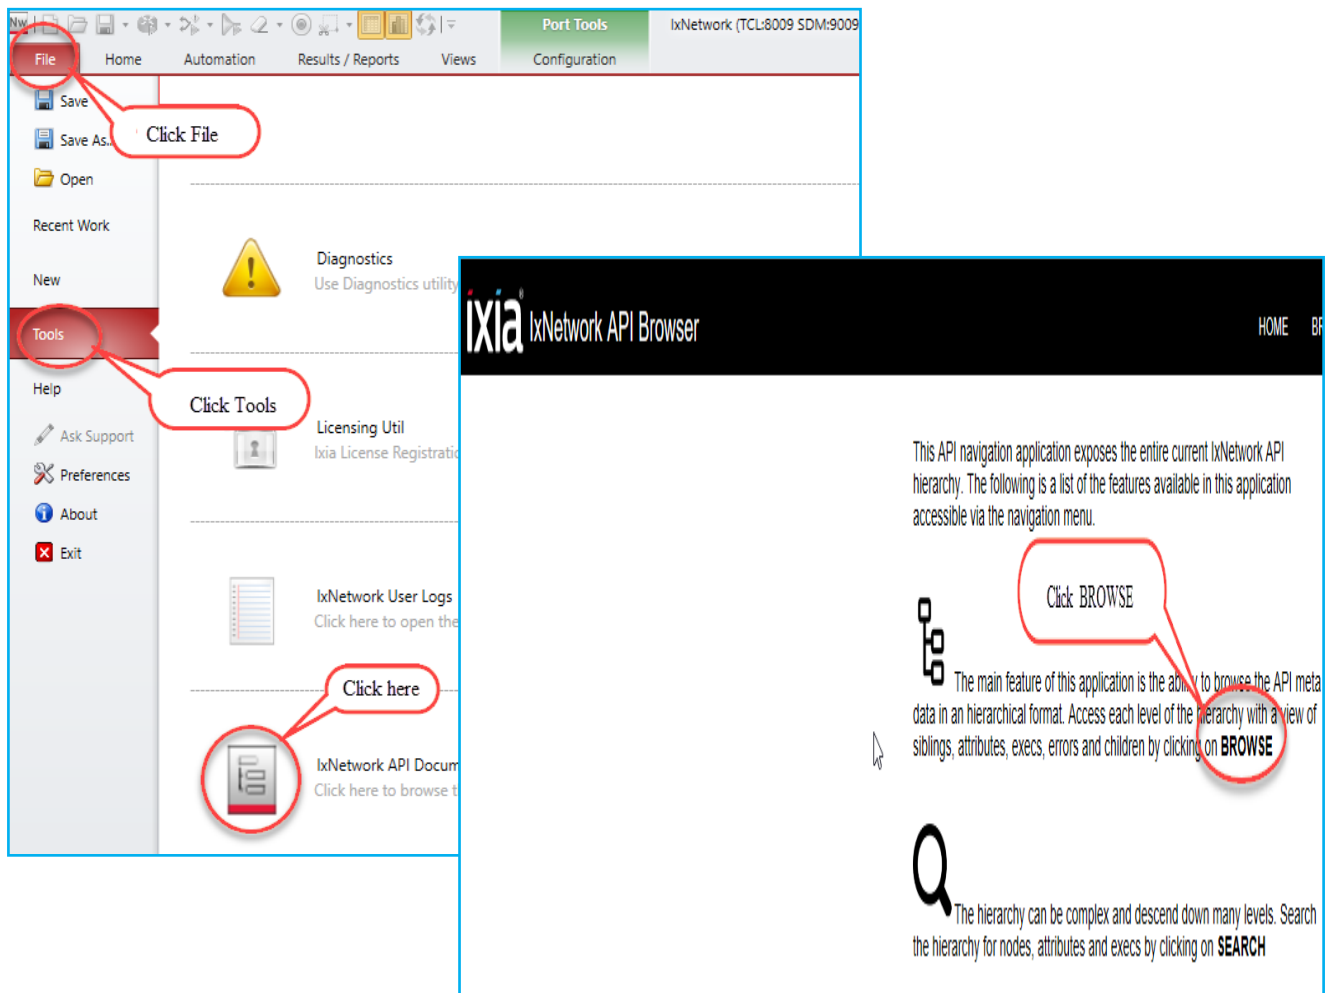 Nw
Port Tools
IxNetwork (TCL:8009 SDM:9009
File
Home
Automation
Results / Reports
Views
Configuration
Save
Save As..
Click File
Open
Recent Work
New
Tools
Help
Ask Support
Preferences
About
Exit
Click Tools
Diagnostics
Use Diagnostics utility
Licensing Util
Ixia License Registratio
IxNetwork User Logs
Click here to open the
Click here
IxNetwork API Docum
Click here to browse t
ixia IxNetwork API Browser
HOME
BR
This API navigation application exposes the entire current IxNetwork API
hierarchy. The following is a list of the features available in this application
accessible via the navigation menu.
Click BROWSE
The main feature of this application is the ability to browse the API meta
data in an hierarchical format. Access each level of the hierarchy with a view of
siblings, attributes, execs, errors and children by clicking on BROWSE
The hierarchy can be complex and descend down many levels. Search
the hierarchy for nodes, attributes and execs by clicking on SEARCH